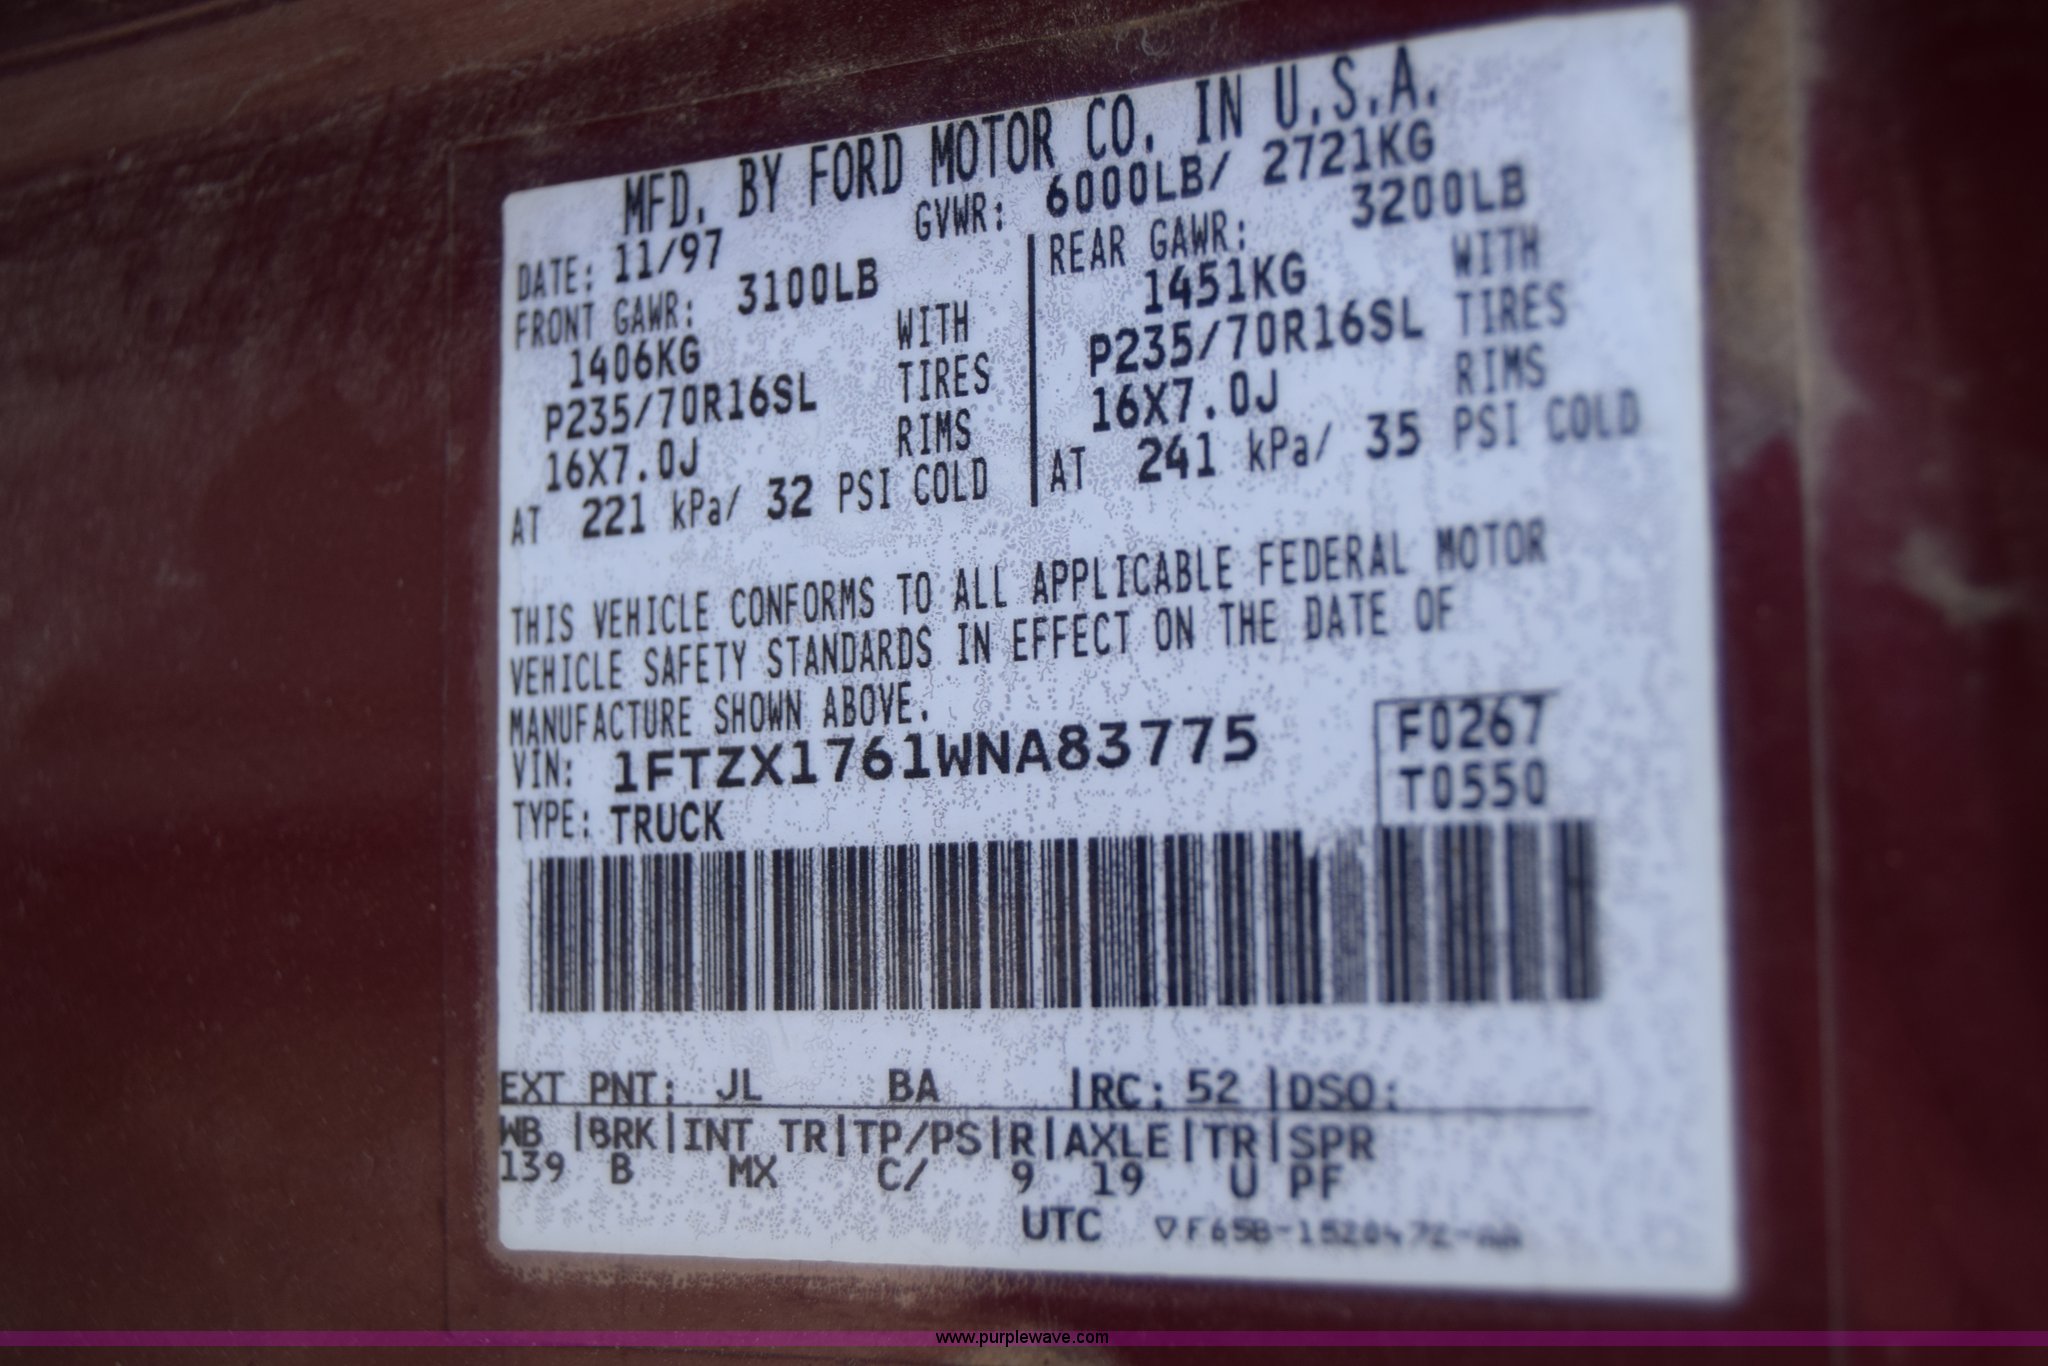 MFD. BY FORD MOTOR CO. IN U.S.A.
DATE: 11/97 GVWR: 6000LB/ 2721KG
FRONT GAWR: 3100LB
1406KG WITH
P235/70R16SL TIRES
16X7.0J RIMS
AT 221 kPa/ 32 PSI COLD
REAR GAWR: 3200LB
1451KG WITH
P235/70R16SL TIRES
16X7.0J RIMS
AT 241 kPa/ 35 PSI COLD
THIS VEHICLE CONFORMS TO ALL APPLICABLE FEDERAL MOTOR
VEHICLE SAFETY STANDARDS IN EFFECT ON THE DATE OF
MANUFACTURE SHOWN ABOVE.
VIN: 1FTZX1761WNA83775
TYPE: TRUCK
F0267
T0550
EXT PNT: JL BA |RC: 52 |DSO:
WB |BRK|INT TR|TP/PS|R|AXLE|TR|SPR
139 B MX C/ 9 19 U PF
UTC ▽F65B-1520472-AA
www.purplewave.com